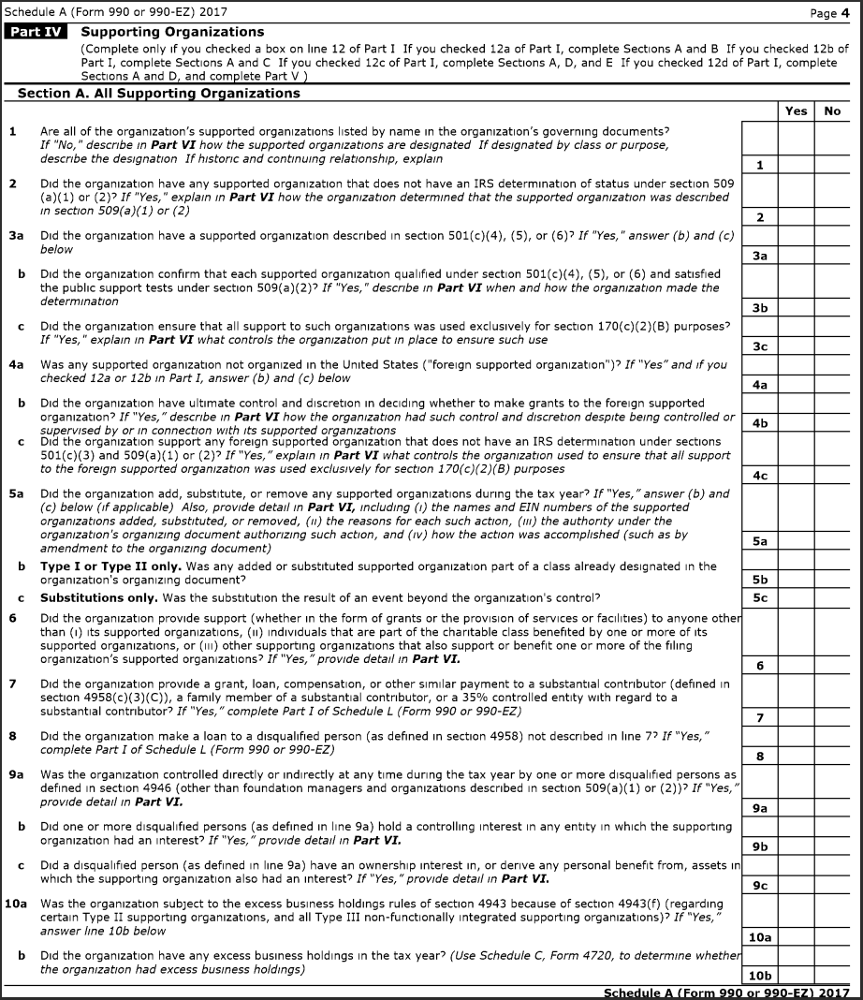 Schedule A (Form 990 or 990-EZ) 2017 Page 4
Part IV Supporting Organizations
(Complete only if you checked a box on line 12 of Part I If you checked 12a of Part I, complete Sections A and B If you checked 12b of
Part I, complete Sections A and C If you checked 12c of Part I, complete Sections A, D, and E If you checked 12d of Part I, complete
Sections A and D, and complete Part V )
Section A. All Supporting Organizations
Yes No
1 Are all of the organization's supported organizations listed by name in the organization's governing documents?
If "No," describe in Part VI how the supported organizations are designated If designated by class or purpose,
describe the designation If historic and continuing relationship, explain
1
2 Did the organization have any supported organization that does not have an IRS determination of status under section 509
(a)(1) or (2)? If "Yes," explain in Part VI how the organization determined that the supported organization was described
in section 509(a)(1) or (2)
2
3a Did the organization have a supported organization described in section 501(c)(4), (5), or (6)? If "Yes," answer (b) and (c)
below
3a
b Did the organization confirm that each supported organization qualified under section 501(c)(4), (5), or (6) and satisfied
the public support tests under section 509(a)(2)? If "Yes," describe in Part VI when and how the organization made the
determination
3b
c Did the organization ensure that all support to such organizations was used exclusively for section 170(c)(2)(B) purposes?
If "Yes," explain in Part VI what controls the organization put in place to ensure such use
3c
4a Was any supported organization not organized in the United States ("foreign supported organization")? If "Yes" and if you
checked 12a or 12b in Part I, answer (b) and (c) below
4a
b Did the organization have ultimate control and discretion in deciding whether to make grants to the foreign supported
organization? If "Yes," describe in Part VI how the organization had such control and discretion despite being controlled or
supervised by or in connection with its supported organizations
4b
c Did the organization support any foreign supported organization that does not have an IRS determination under sections
501(c)(3) and 509(a)(1) or (2)? If "Yes," explain in Part VI what controls the organization used to ensure that all support
to the foreign supported organization was used exclusively for section 170(c)(2)(B) purposes
4c
5a Did the organization add, substitute, or remove any supported organizations during the tax year? If "Yes," answer (b) and
(c) below (if applicable) Also, provide detail in Part VI, including (i) the names and EIN numbers of the supported
organizations added, substituted, or removed, (ii) the reasons for each such action, (iii) the authority under the
organization's organizing document authorizing such action, and (iv) how the action was accomplished (such as by
amendment to the organizing document)
5a
b Type I or Type II only. Was any added or substituted supported organization part of a class already designated in the
organization's organizing document?
5b
c Substitutions only. Was the substitution the result of an event beyond the organization's control?
5c
6 Did the organization provide support (whether in the form of grants or the provision of services or facilities) to anyone other
than (i) its supported organizations, (ii) individuals that are part of the charitable class benefited by one or more of its
supported organizations, or (iii) other supporting organizations that also support or benefit one or more of the filing
organization's supported organizations? If "Yes," provide detail in Part VI.
6
7 Did the organization provide a grant, loan, compensation, or other similar payment to a substantial contributor (defined in
section 4958(c)(3)(C)), a family member of a substantial contributor, or a 35% controlled entity with regard to a
substantial contributor? If "Yes," complete Part I of Schedule L (Form 990 or 990-EZ)
7
8 Did the organization make a loan to a disqualified person (as defined in section 4958) not described in line 7? If "Yes,"
complete Part I of Schedule L (Form 990 or 990-EZ)
8
9a Was the organization controlled directly or indirectly at any time during the tax year by one or more disqualified persons as
defined in section 4946 (other than foundation managers and organizations described in section 509(a)(1) or (2))? If "Yes,"
provide detail in Part VI.
9a
b Did one or more disqualified persons (as defined in line 9a) hold a controlling interest in any entity in which the supporting
organization had an interest? If "Yes," provide detail in Part VI.
9b
c Did a disqualified person (as defined in line 9a) have an ownership interest in, or derive any personal benefit from, assets in
which the supporting organization also had an interest? If "Yes," provide detail in Part VI.
9c
10a Was the organization subject to the excess business holdings rules of section 4943 because of section 4943(f) (regarding
certain Type II supporting organizations, and all Type III non-functionally integrated supporting organizations)? If "Yes,"
answer line 10b below
10a
b Did the organization have any excess business holdings in the tax year? (Use Schedule C, Form 4720, to determine whether
the organization had excess business holdings)
10b
Schedule A (Form 990 or 990-EZ) 2017